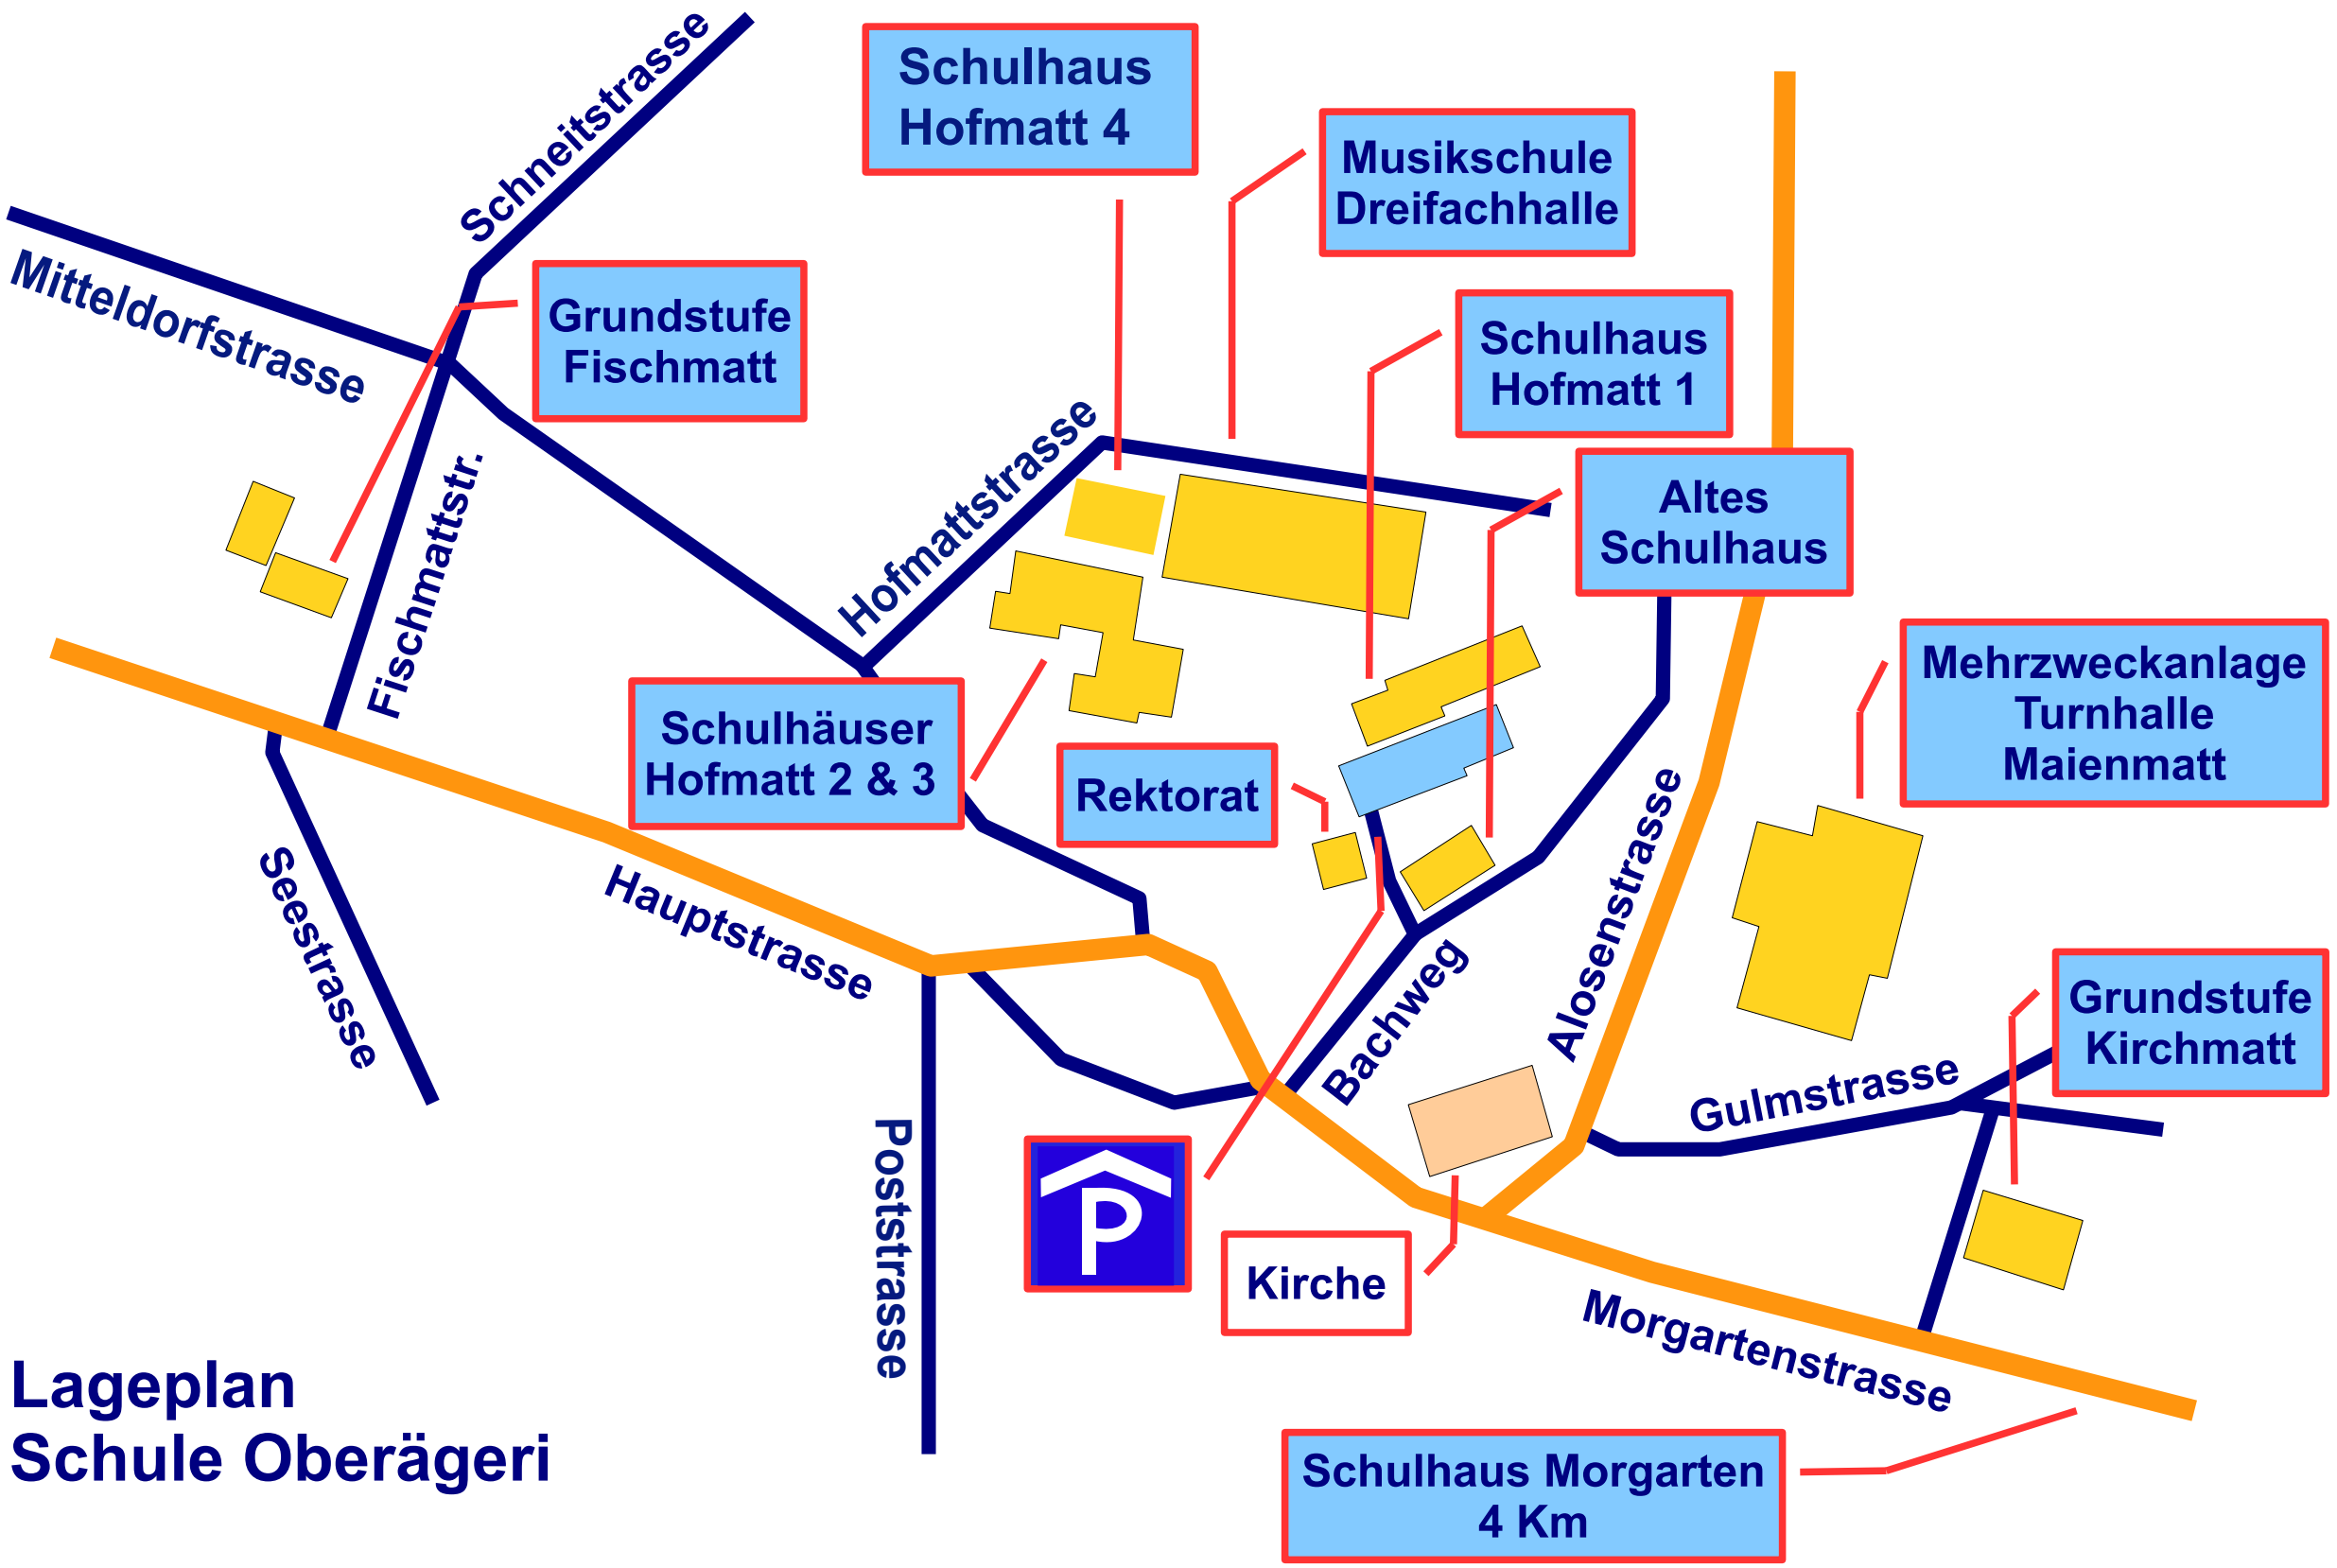 Schneitstrasse
Schulhaus
Hofmatt 4
Musikschule
Dreifachhalle
Mitteldorfstrasse
Grundstufe
Fischmatt
Schulhaus
Hofmatt 1
Hofmattstrasse
Fischmattstr.
Altes
Schulhaus
Mehrzweckanlage
Turnhalle
Maienmatt
Schulhäuser
Hofmatt 2 & 3
Rektorat
Seestrasse
Hauptstrasse
Bachweg
Alosenstrasse
Grundstufe
Kirchmatt
Gulmstrasse
Poststrasse
P
Kirche
Morgartenstrasse
Lageplan
Schule Oberägeri
Schulhaus Morgarten
4 Km